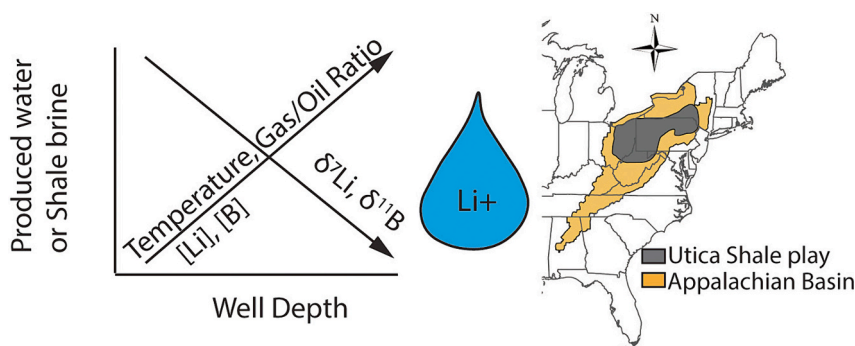 Produced water
or Shale brine
Temperature, Gas/Oil Ratio
[Li], [B]
δ⁷Li, δ¹¹B
Well Depth
Li+
N
Utica Shale play
Appalachian Basin